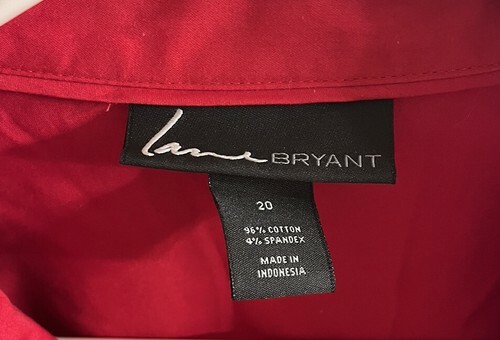 Lane BRYANT
20
96% COTTON
4% SPANDEX
MADE IN
INDONESIA